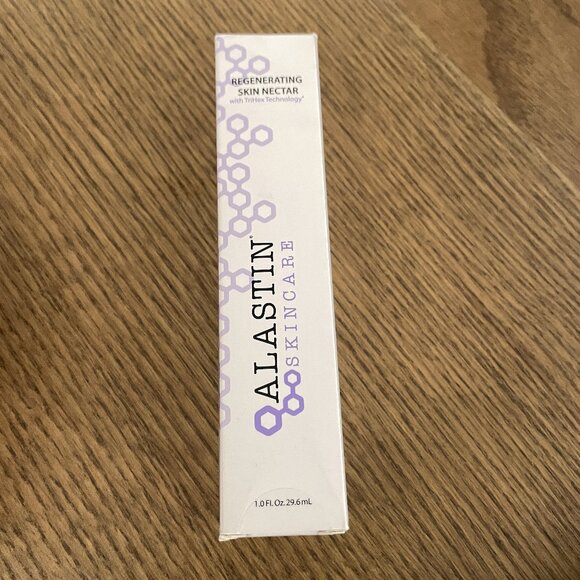 REGENERATING
SKIN NECTAR
with TriHex Technology®
ALASTIN®
SKINCARE
1.0 Fl. Oz. 29.6 mL